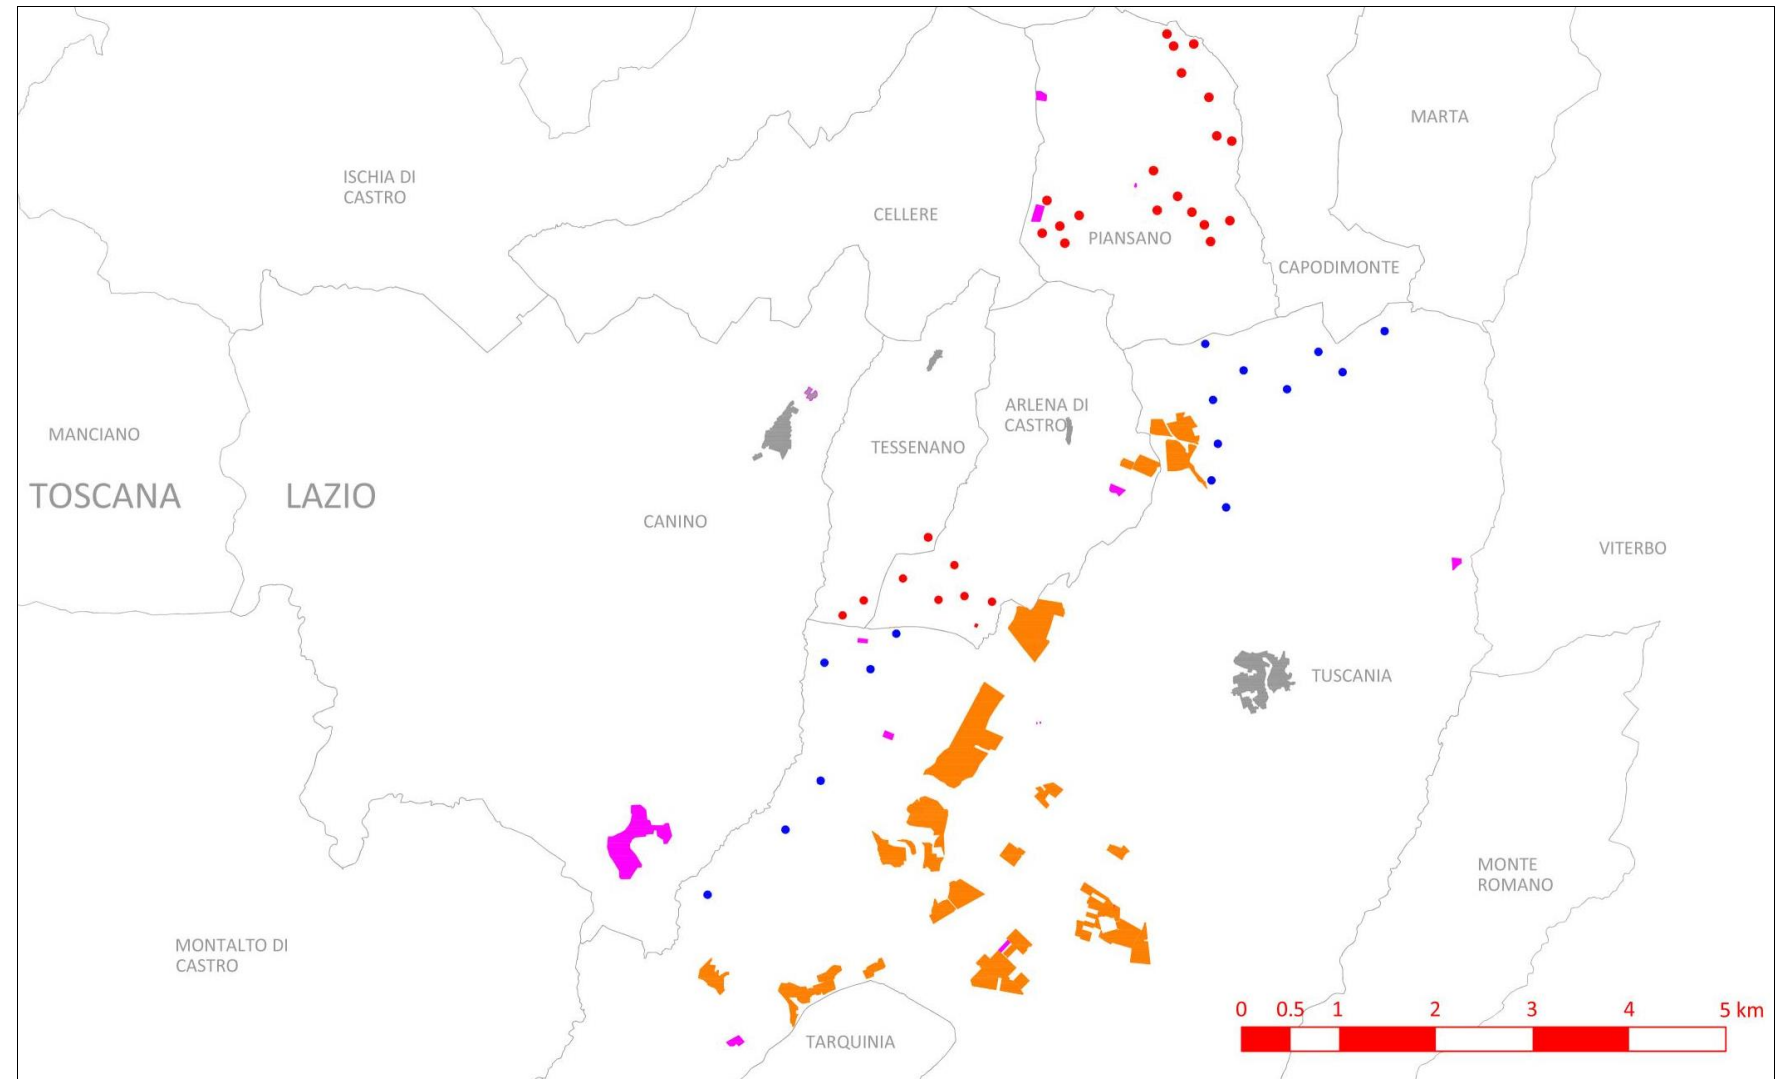 MARTA
ISCHIA DI
CASTRO
CELLERE
PIANSANO
CAPODIMONTE
ARLENA DI
CASTRO
MANCIANO
TESSENANO
TOSCANA
LAZIO
CANINO
VITERBO
TUSCANIA
MONTE
ROMANO
MONTALTO DI
CASTRO
0 0.5 1 2 3 4 5 km
TARQUINIA